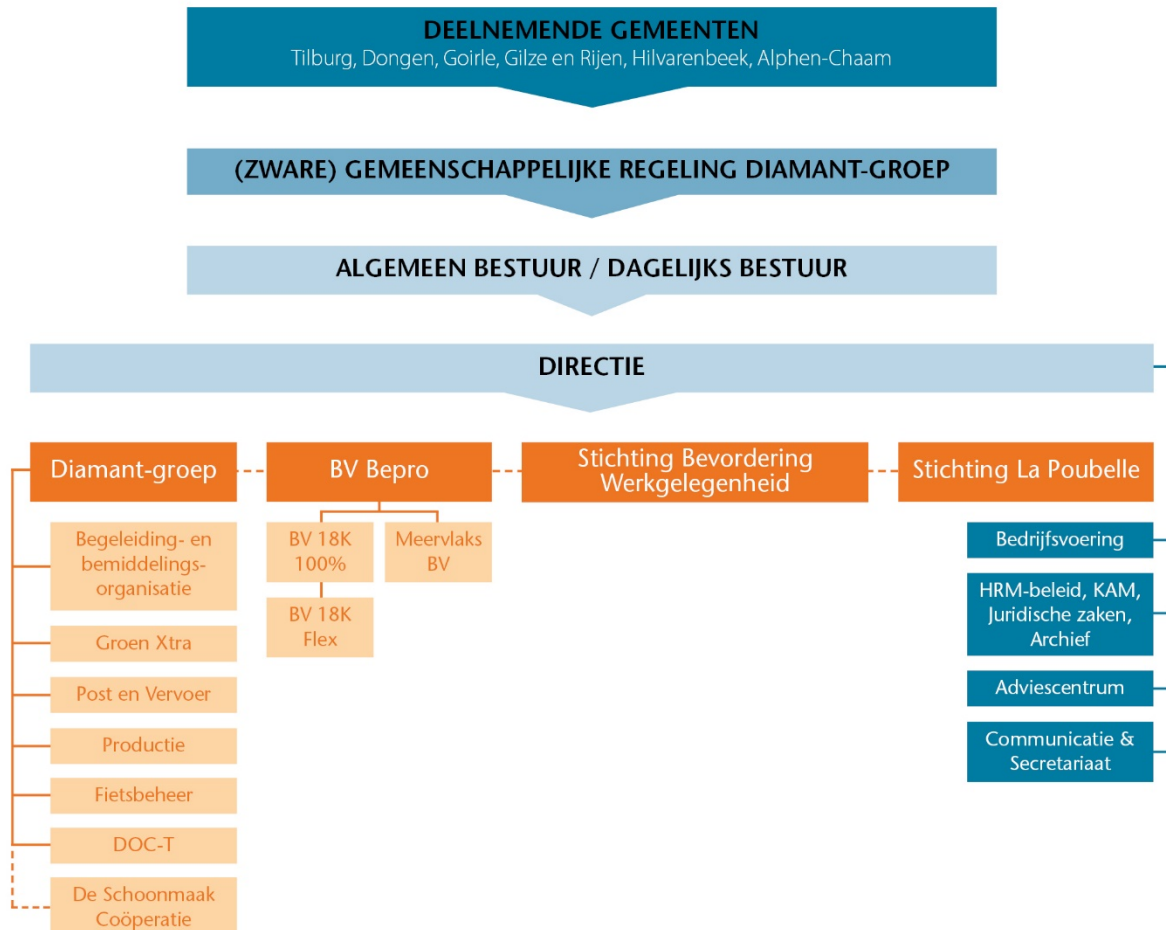 DEELNEMENDE GEMEENTEN
Tilburg, Dongen, Goirle, Gilze en Rijen, Hilvarenbeek, Alphen-Chaam
(ZWARE) GEMEENSCHAPPELIJKE REGELING DIAMANT-GROEP
ALGEMEEN BESTUUR / DAGELIJKS BESTUUR
DIRECTIE
Diamant-groep
BV Bepro
Stichting Bevordering
Werkgelegenheid
Stichting La Poubelle
Begeleiding- en
bemiddelings-
organisatie
Groen Xtra
Post en Vervoer
Productie
Fietsbeheer
DOC-T
De Schoonmaak
Coöperatie
BV 18K
100%
BV 18K
Flex
Meervlaks
BV
Bedrijfsvoering
HRM-beleid, KAM,
Juridische zaken,
Archief
Adviescentrum
Communicatie &
Secretariaat